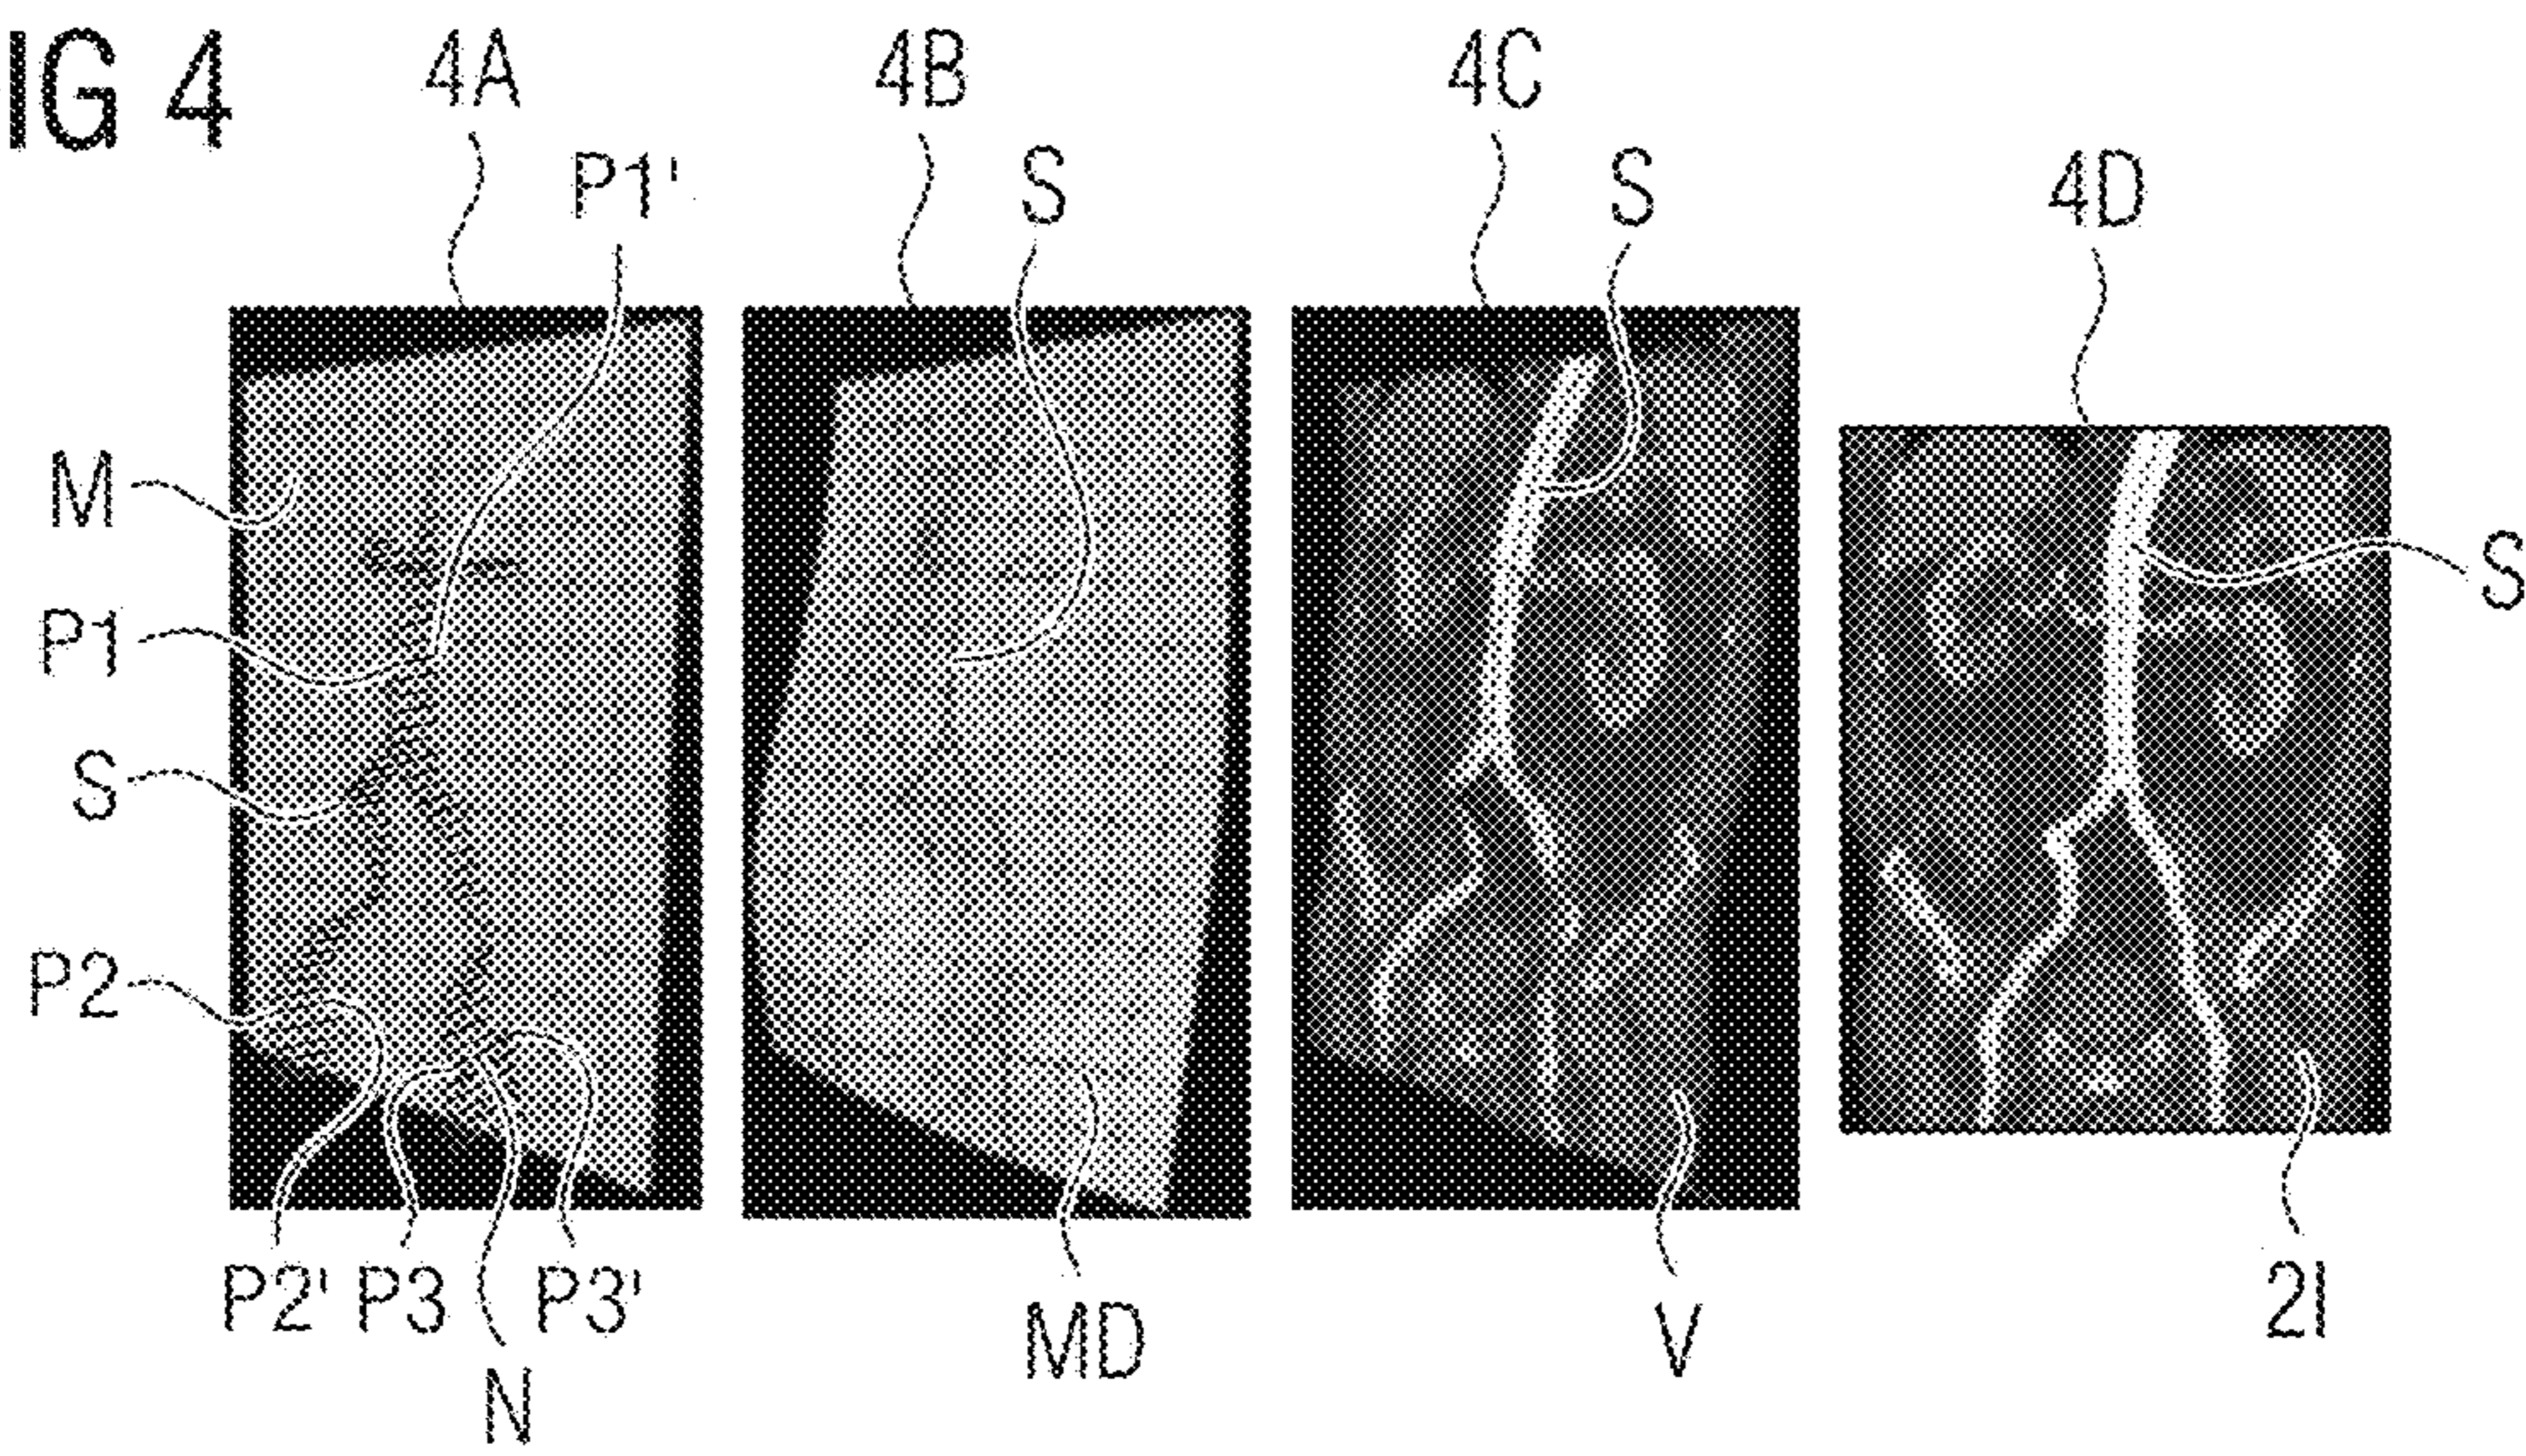 IG 4
4A 4B 4C 4D
P1' S S
M
P1
S
S
P2
P2' P3 P3' MD V 2I
N